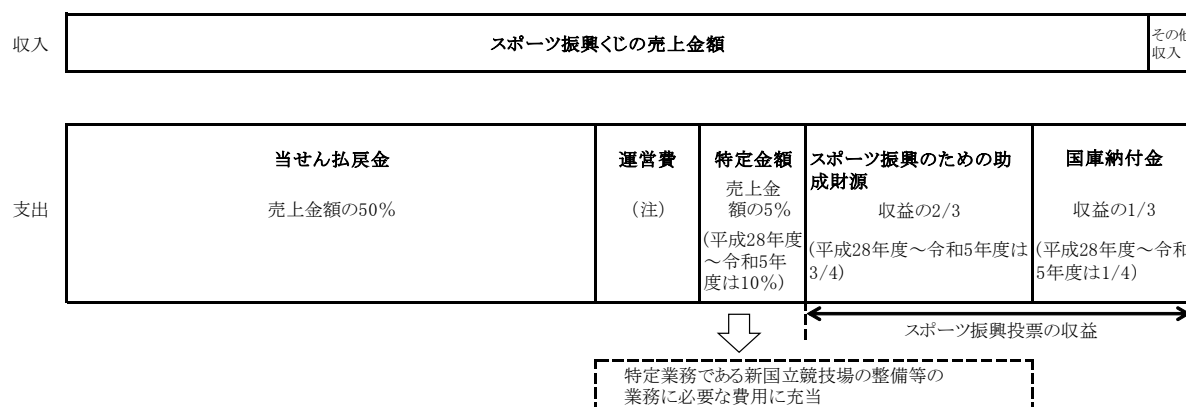 収入
スポーツ振興くじの売上金額
その他
収入
支出
当せん払戻金
売上金額の50%
運営費
(注)
特定金額
売上金
額の5%
(平成28年度
～令和5年
度は10%)
スポーツ振興のための助
成財源
収益の2/3
(平成28年度～令和5年度は
3/4)
国庫納付金
収益の1/3
(平成28年度～令和
5年度は1/4)
スポーツ振興投票の収益
特定業務である新国立競技場の整備等の
業務に必要な費用に充当